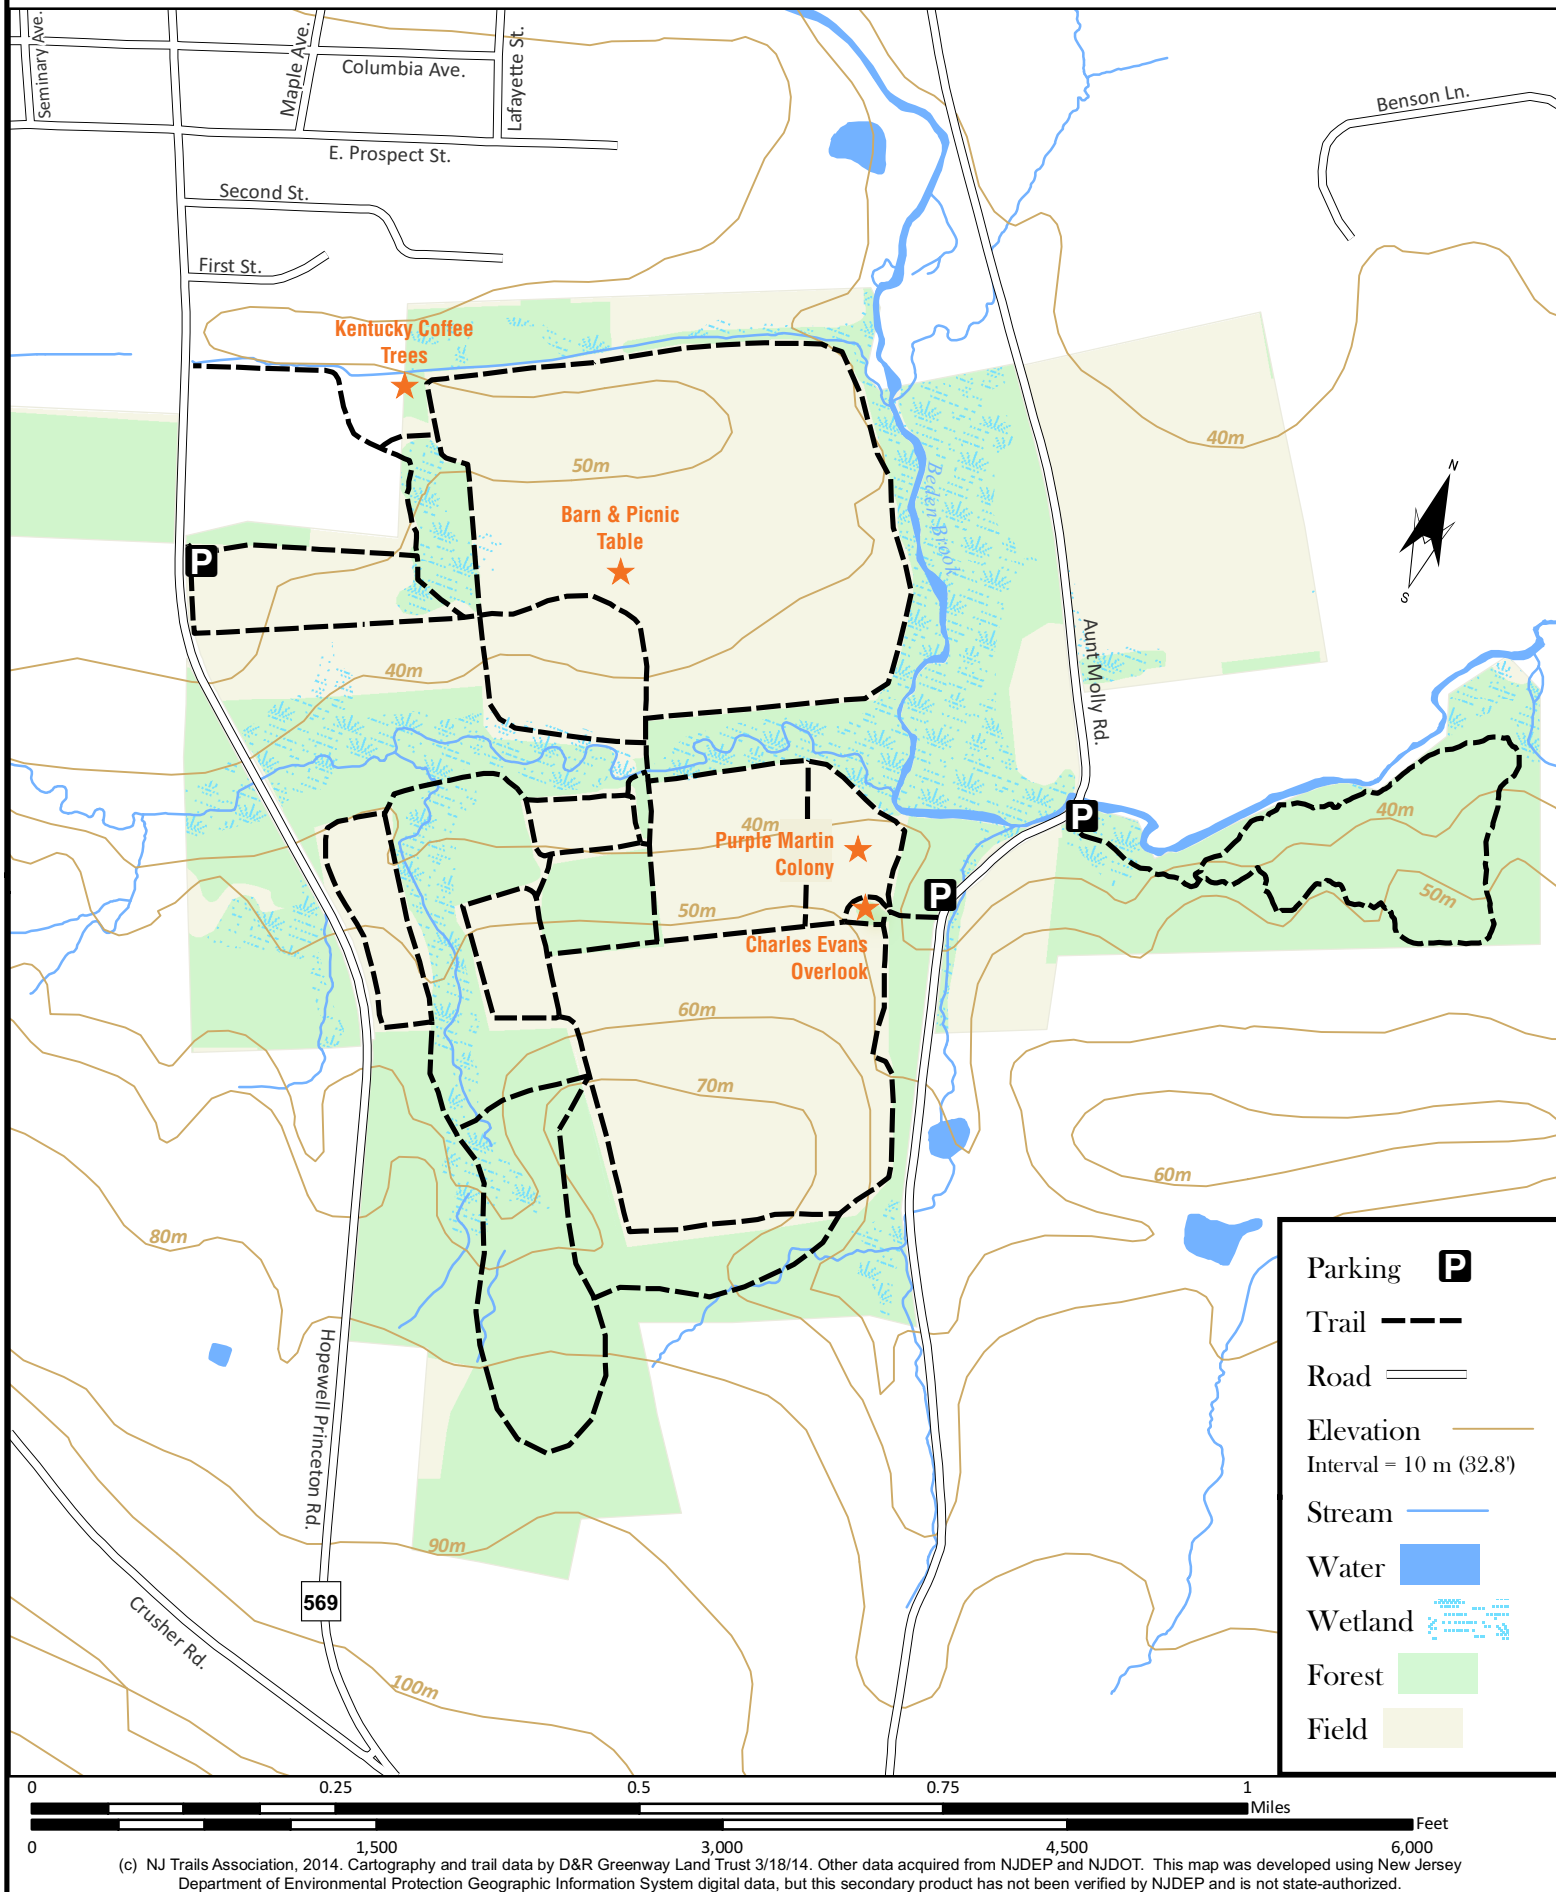 Seminary Ave.
Maple Ave.
Columbia Ave.
Lafayette St.
E. Prospect St.
Second St.
First St.
Benson Ln.
Kentucky Coffee
Trees
40m
50m
Beden Brook
Barn & Picnic
Table
N
S
P
40m
Aunt Molly Rd.
P
40m
40m
Purple Martin
Colony
P
50m
50m
Charles Evans
Overlook
60m
70m
60m
80m
Hopewell Princeton Rd.
90m
569
Crusher Rd.
100m
Parking P
Trail
Road
Elevation
Interval = 10 m (32.8')
Stream
Water
Wetland
Forest
Field
0 0.25 0.5 0.75 1
Miles
Feet
0 1,500 3,000 4,500 6,000
(c) NJ Trails Association, 2014. Cartography and trail data by D&R Greenway Land Trust 3/18/14. Other data acquired from NJDEP and NJDOT. This map was developed using New Jersey
Department of Environmental Protection Geographic Information System digital data, but this secondary product has not been verified by NJDEP and is not state-authorized.